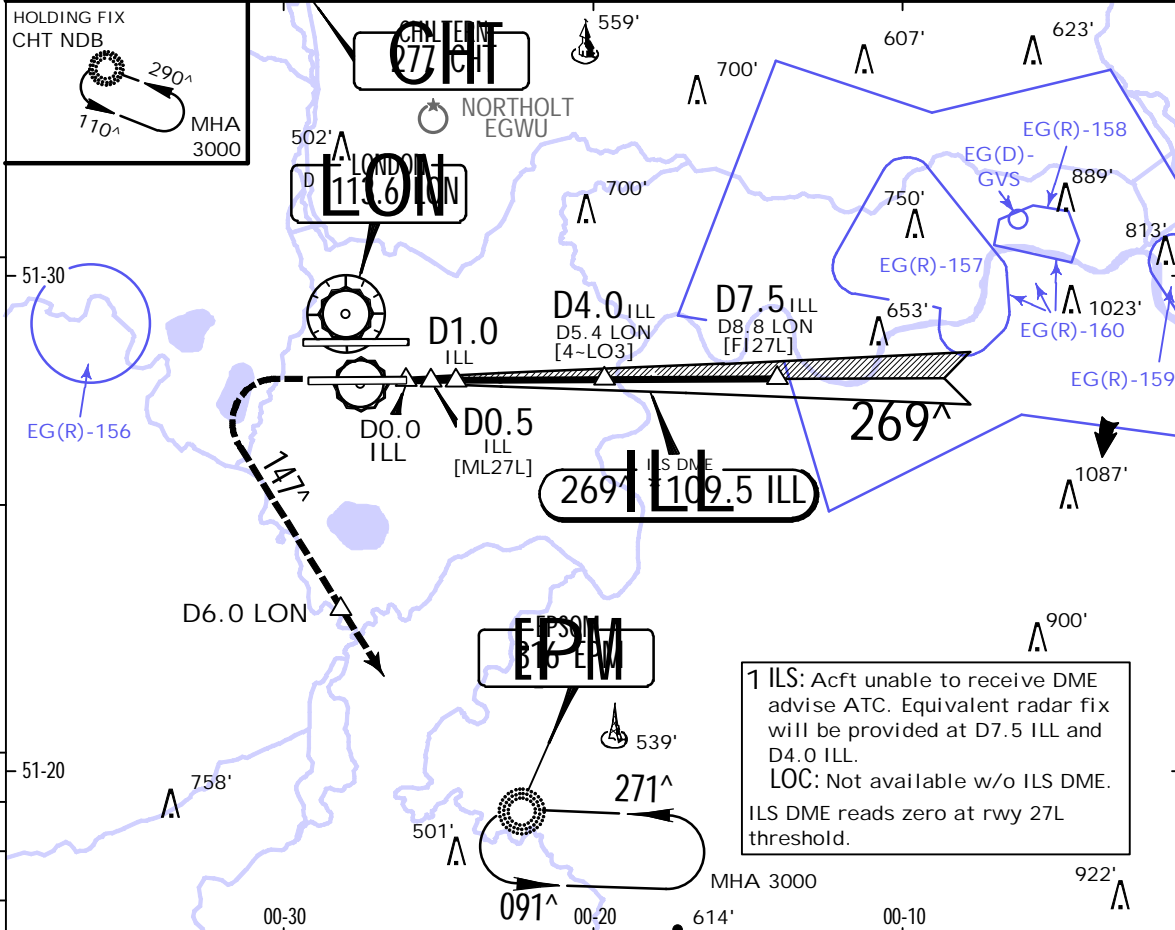 HOLDING FIX
CHT NDB
290^
110^
MHA
3000
CHILTERN
277 CHT
CHT
559'
607'
623'
700'
NORTHOLT
EGWU
502'
LONDON
D
113.6 LON
LON
700'
EG(R)-158
EG(D)-
GVS
889'
750'
813'
EG(R)-157
51-30
653'
1023'
EG(R)-160
EG(R)-159
D1.0
ILL
D4.0 ILL
D5.4 LON
[4~LO3]
D7.5 ILL
D8.8 LON
[FI27L]
EG(R)-156
D0.0
ILL
D0.5
ILL
[ML27L]
269^
147^
ILS DME
269^ *109.5 ILL
ILL
1087'
D6.0 LON
EPSOM
316 EPM
EPM
900'
539'
1 ILS: Acft unable to receive DME
advise ATC. Equivalent radar fix
will be provided at D7.5 ILL and
D4.0 ILL.
LOC: Not available w/o ILS DME.
ILS DME reads zero at rwy 27L
threshold.
51-20
758'
271^
501'
091^
MHA 3000
922'
00-30
00-20
614'
00-10